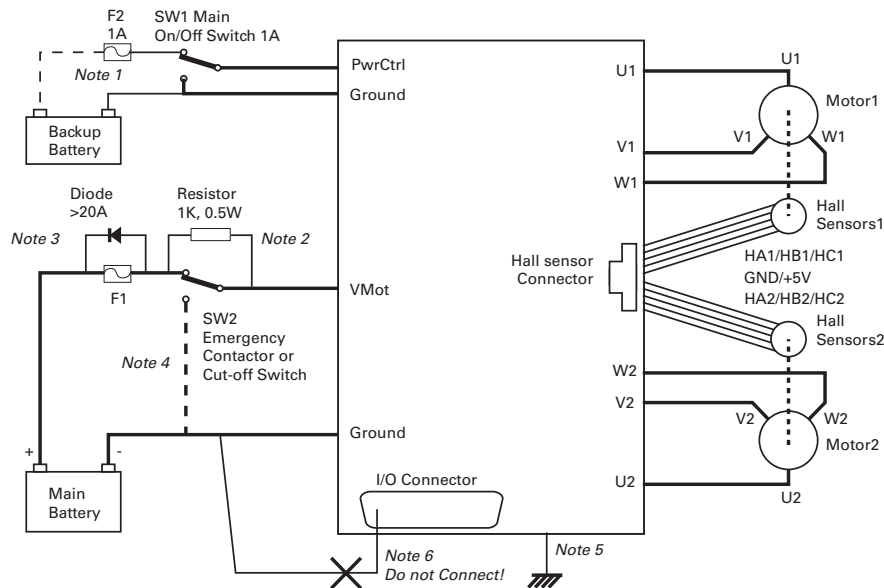 F2
1A
SW1 Main
On/Off Switch 1A
Note 1
Backup
Battery
PwrCtrl
Ground
U1
U1
Motor1
V1
V1
W1
W1
Diode
>20A
Resistor
1K, 0.5W
Note 3
Note 2
F1
VMot
SW2
Emergency
Contactor or
Cut-off Switch
Note 4
Hall sensor
Connector
Hall
Sensors1
HA1/HB1/HC1
GND/+5V
HA2/HB2/HC2
Hall
Sensors2
W2
V2
V2
W2
Motor2
U2
U2
+
-
Main
Battery
Ground
I/O Connector
Note 6
Do not Connect!
Note 5